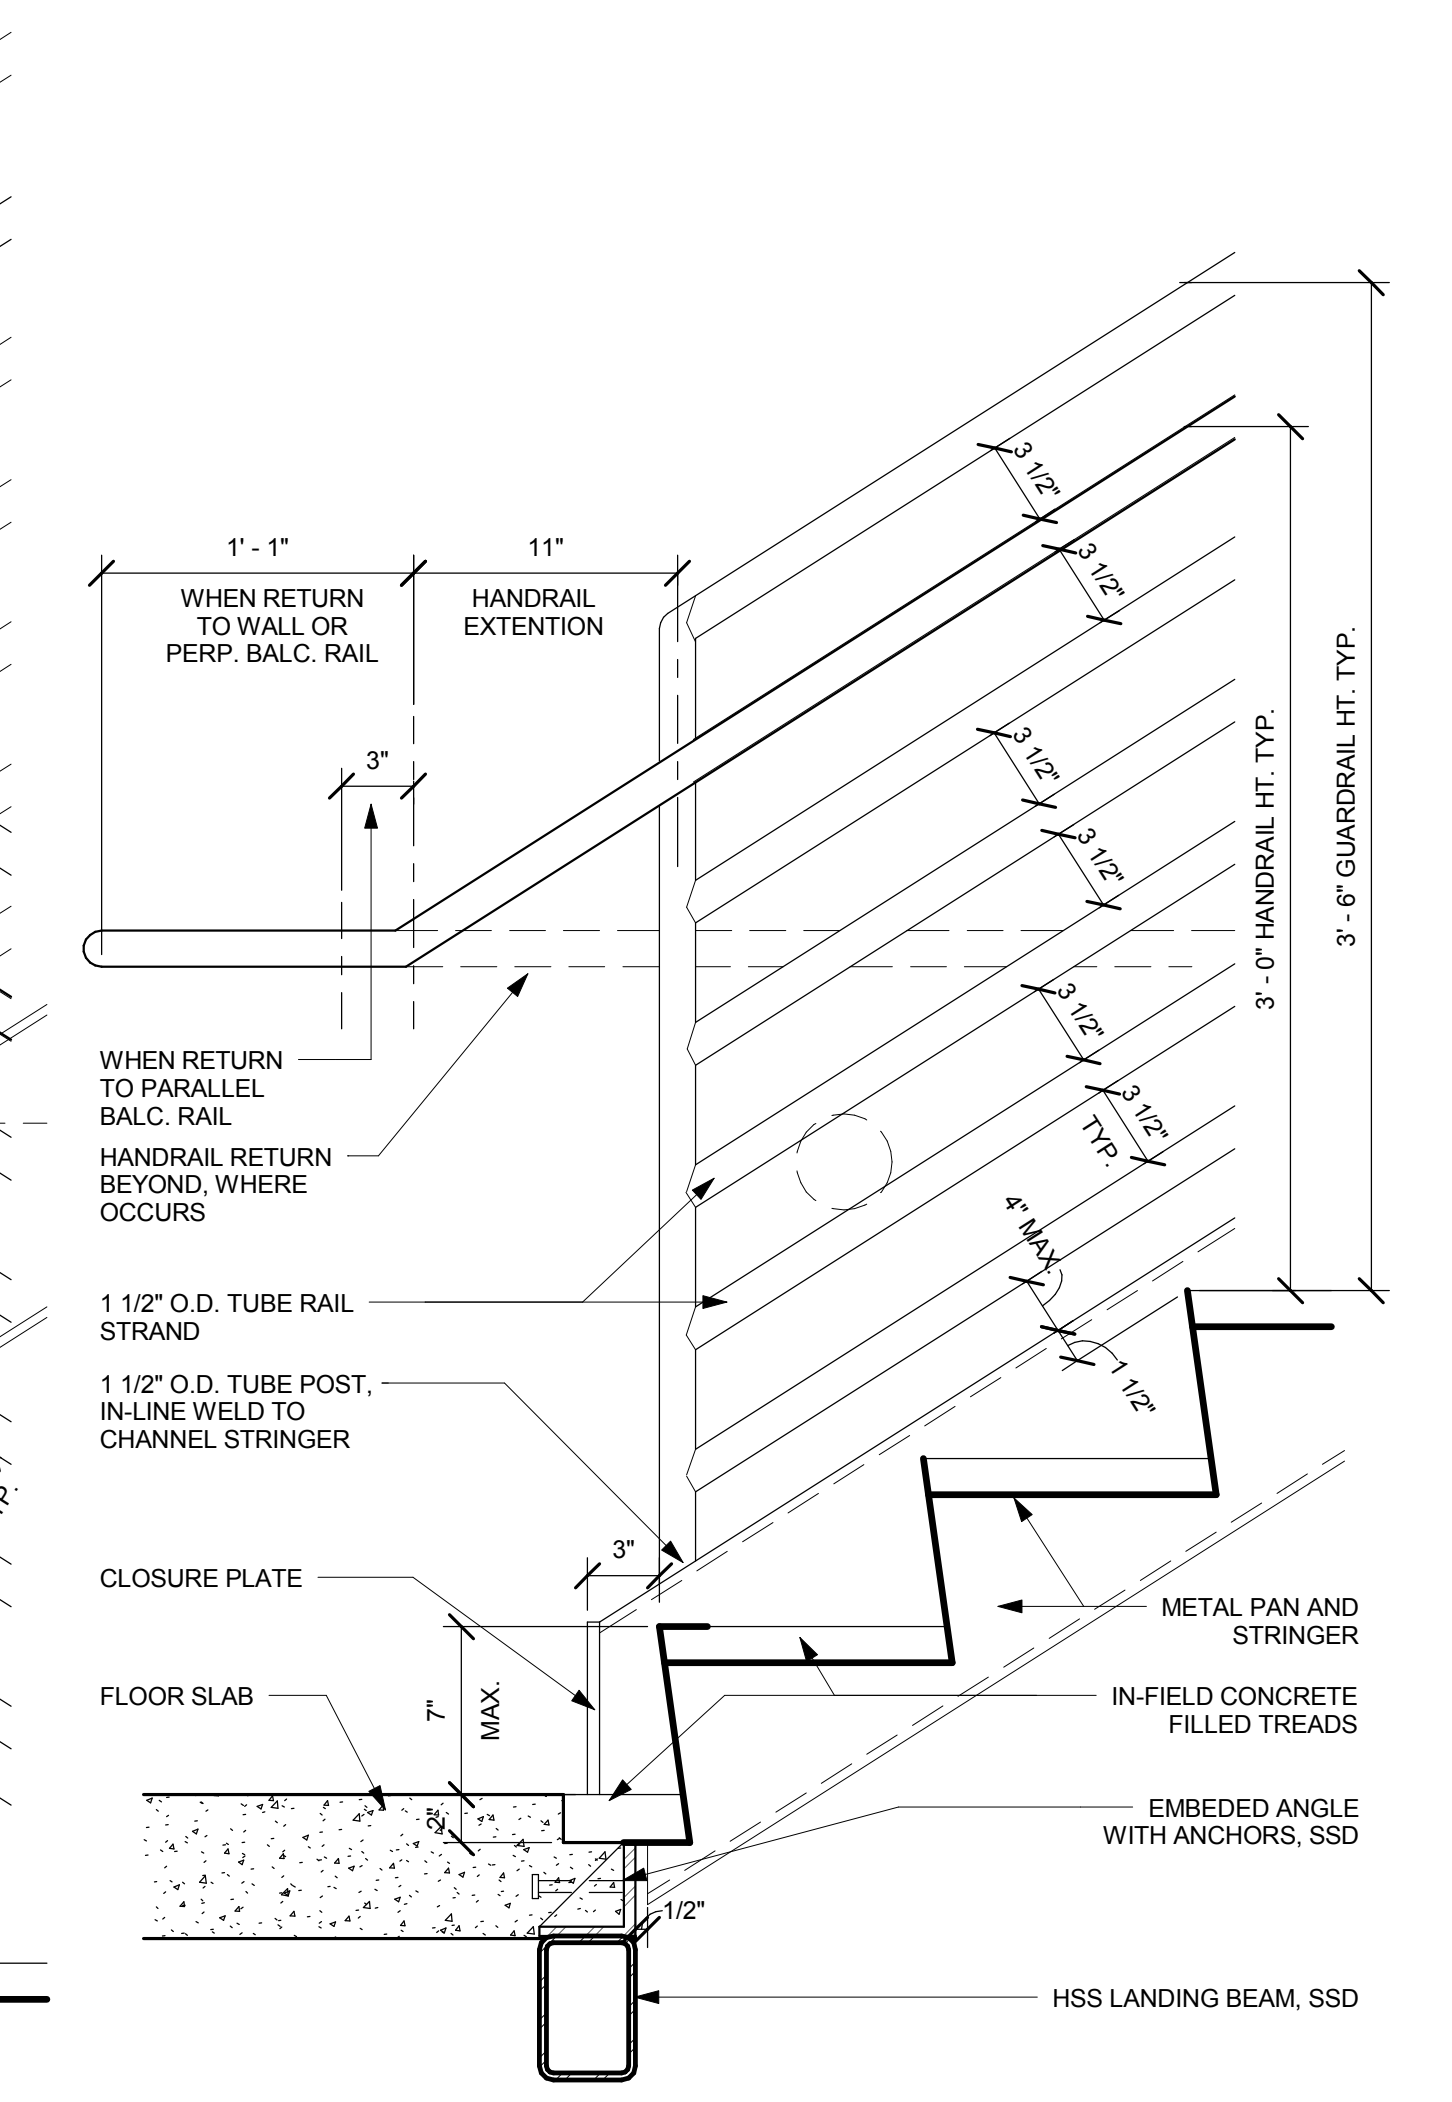 3 1/2"
1' - 1"
11"
WHEN RETURN
TO WALL OR
PERP. BALC. RAIL
HANDRAIL
EXTENTION
3 1/2"
3"
3 1/2"
3 1/2"
3' - 0" HANDRAIL HT. TYP.
3' - 6" GUARDRAIL HT. TYP.
3 1/2"
3 1/2"
TYP.
WHEN RETURN
TO PARALLEL
BALC. RAIL
HANDRAIL RETURN
BEYOND, WHERE
OCCURS
4" MAX.
1 1/2"
1 1/2" O.D. TUBE RAIL
STRAND
1 1/2" O.D. TUBE POST,
IN-LINE WELD TO
CHANNEL STRINGER
3"
CLOSURE PLATE
METAL PAN AND
STRINGER
FLOOR SLAB
7"
MAX.
IN-FIELD CONCRETE
FILLED TREADS
2"
EMBEDED ANGLE
WITH ANCHORS, SSD
1/2"
HSS LANDING BEAM, SSD